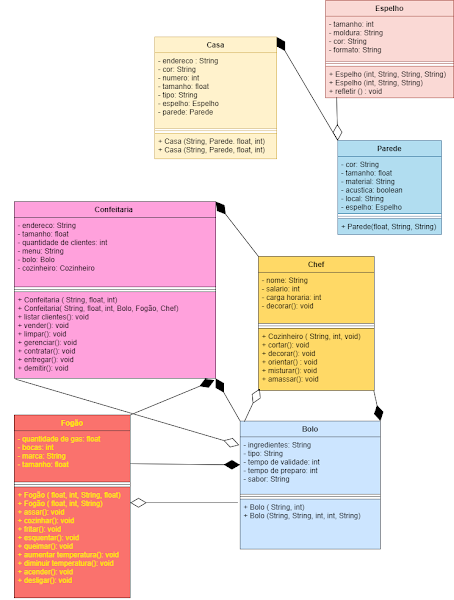 Espelho
- tamanho: int
- moldura: String
- cor: String
- formato: String
+ Espelho (int, String, String, String)
+ Espelho (int, String, String)
+ refletir () : void
Casa
- endereco : String
- cor: String
- numero: int
- tamanho: float
- tipo: String
- espelho: Espelho
- parede: Parede
+ Casa (String, Parede, float, int)
+ Casa (String, Parede, float, int)
Parede
- cor: String
- tamanho: float
- material: String
- acustica: boolean
- local: String
- espelho: Espelho
+ Parede(float, String, String)
Confeitaria
- endereco: String
- tamanho: float
- quantidade de clientes: int
- menu: String
- bolo: Bolo
- cozinheiro: Cozinheiro
+ Confeitaria ( String, float, int)
+ Confeitaria( String, float, int, Bolo, Fogão, Chef)
+ listar clientes(): void
+ vender(): void
+ limpar(): void
+ gerenciar(): void
+ contratar(): void
+ entregar(): void
+ demitir(): void
Chef
- nome: String
- salario: int
- carga horaria: int
- decorar(): void
+ Cozinheiro ( String, int, void)
+ cortar(): void
+ decorar(): void
+ orientar() : void
+ misturar(): void
+ amassar(): void
Fogão
- quantidade de gas: float
- bocas: int
- marca: String
- tamanho: float
+ Fogão ( float, int, String, float)
+ Fogão ( float, int, String)
+ assar(): void
+ cozinhar(): void
+ fritar(): void
+ esquentar(): void
+ queimar(): void
+ aumentar temperatura(): void
+ diminuir temperatura(): void
+ acender(): void
+ desligar(): void
Bolo
- ingredientes: String
- tipo: String
- tempo de validade: int
- tempo de preparo: int
- sabor: String
+ Bolo ( String, int)
+ Bolo (String, String, int, int, String)